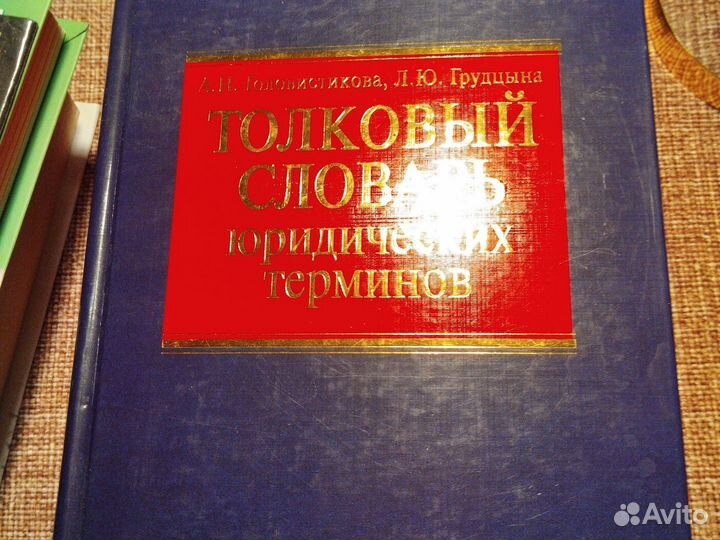 А.Н. Головистикова, Л.Ю. Грудцына
ТОЛКОВЫЙ
СЛОВАРЬ
юридических
терминов
Avito